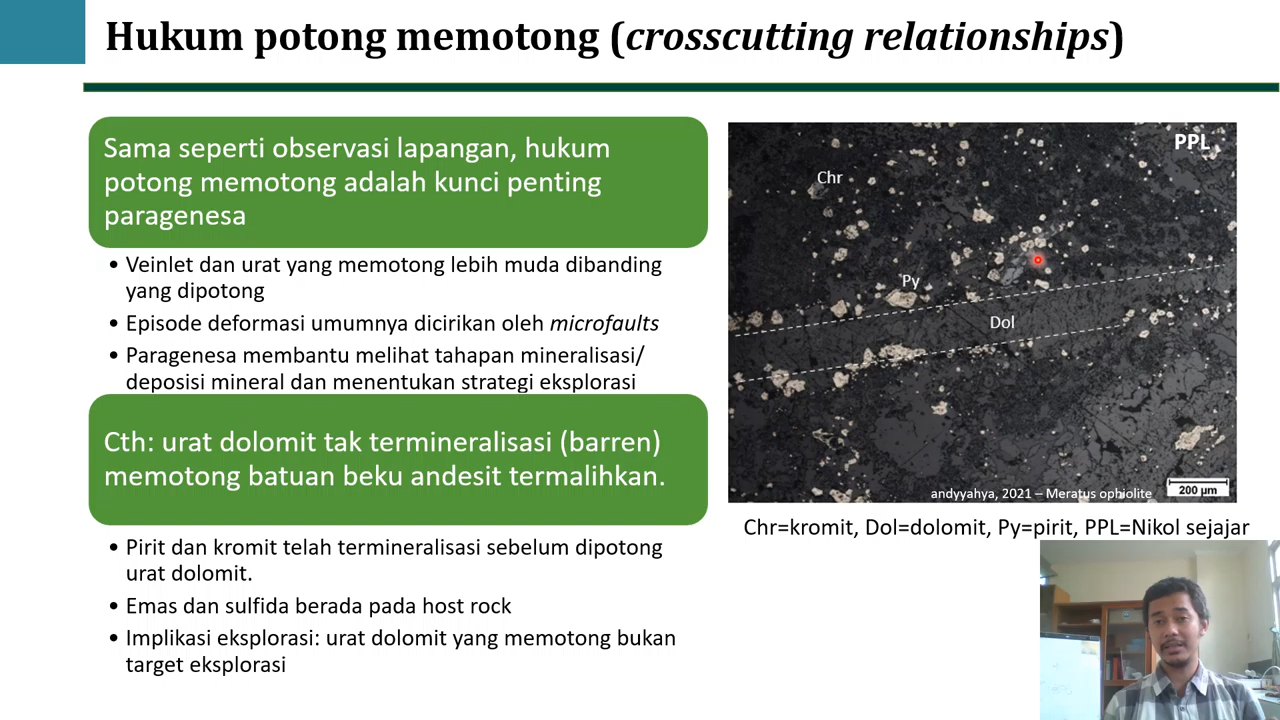 Hukum potong memotong (crosscutting relationships)
Sama seperti observasi lapangan, hukum
potong memotong adalah kunci penting
paragenesa
• Veinlet dan urat yang memotong lebih muda dibanding
yang dipotong
• Episode deformasi umumnya dicirikan oleh microfaults
• Paragenesa membantu melihat tahapan mineralisasi/
deposisi mineral dan menentukan strategi eksplorasi
Cth: urat dolomit tak termineralisasi (barren)
memotong batuan beku andesit termalihkan.
• Pirit dan kromit telah termineralisasi sebelum dipotong
urat dolomit.
• Emas dan sulfida berada pada host rock
• Implikasi eksplorasi: urat dolomit yang memotong bukan
target eksplorasi
PPL
Chr
Py
Dol
andyyahya, 2021 – Meratus ophiolite
200 µm
Chr=kromit, Dol=dolomit, Py=pirit, PPL=Nikol sejajar